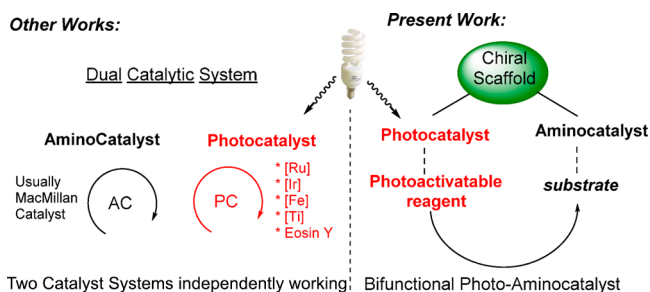 Other Works:
Dual Catalytic System
AminoCatalyst
Photocatalyst
Usually
MacMillan
Catalyst
AC
PC
* [Ru]
* [Ir]
* [Fe]
* [Ti]
* Eosin Y
Two Catalyst Systems independently working
Present Work:
Chiral
Scaffold
Photocatalyst
Aminocatalyst
Photoactivatable
reagent
substrate
Bifunctional Photo-Aminocatalyst